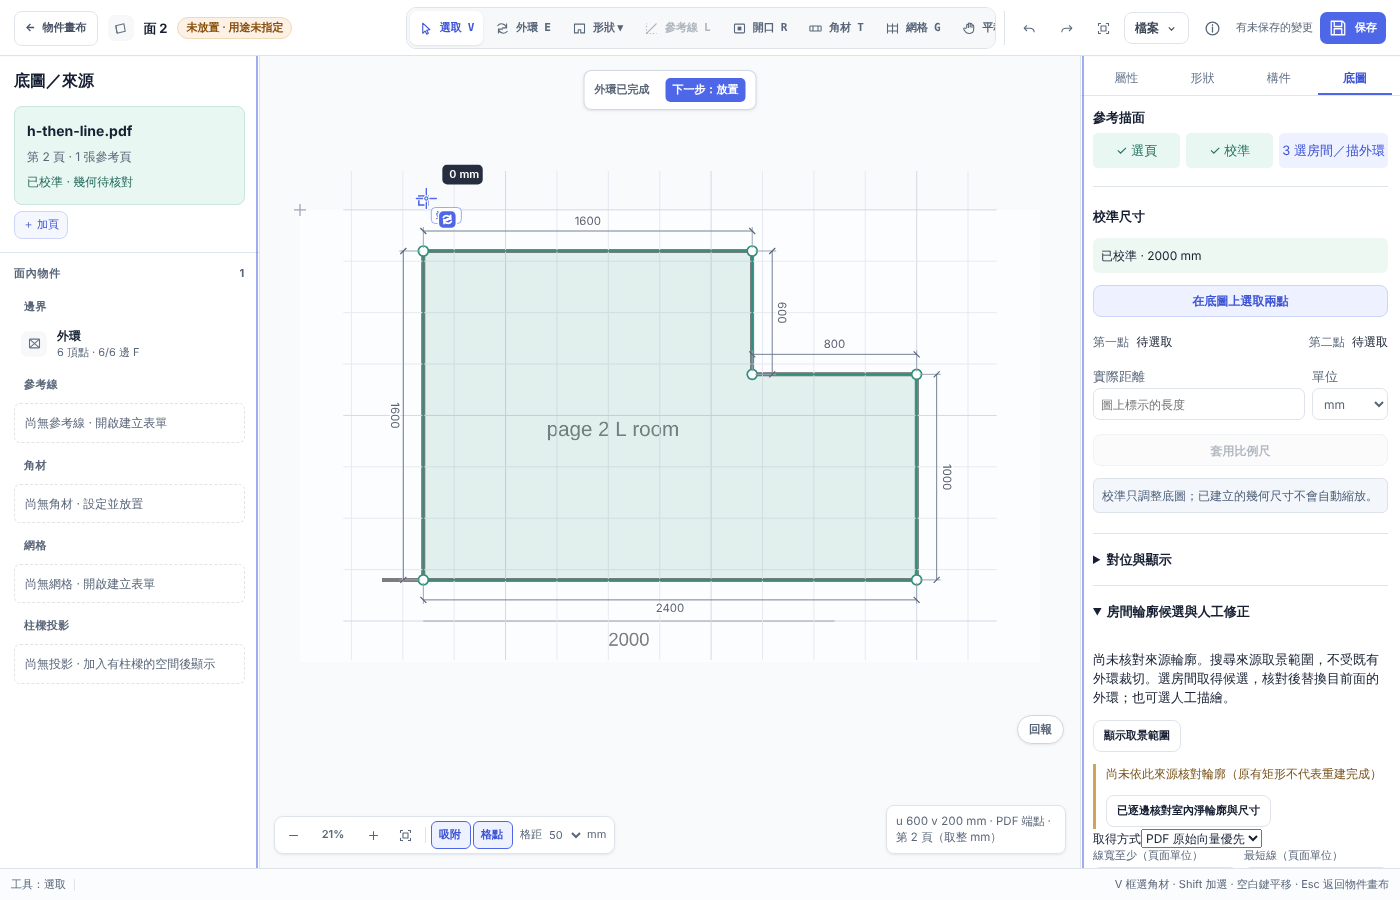 ← 物件畫布
面 2
未放置 · 用途未指定
選取 V
外環 E
形狀▾
參考線 L
開口 R
角材 T
網格 G
檔案
有未保存的變更
保存
底圖／來源
h-then-line.pdf
第 2 頁 · 1 張參考頁
已校準 · 幾何待核對
+ 加頁
面內物件 1
邊界
外環
6 頂點 · 6/6 邊 F
參考線
尚無參考線 · 開啟建立表單
角材
尚無角材 · 設定並放置
網格
尚無網格 · 開啟建立表單
柱樑投影
尚無投影 · 加入有柱樑的空間後顯示
外環已完成
下一步：放置
0 mm
1600
600
800
1600
page 2 L room
1000
2400
2000
回報
21%
吸附
格點
格距 50 mm
u 600 v 200 mm · PDF 端點 ·
第 2 頁（取整 mm）
屬性
形狀
構件
底圖
參考描面
✓ 選頁
✓ 校準
3 選房間／描外環
校準尺寸
已校準 · 2000 mm
在底圖上選取兩點
第一點 待選取
第二點 待選取
實際距離
單位
圖上標示的長度
mm
套用比例尺
校準只調整底圖；已建立的幾何尺寸不會自動縮放。
對位與顯示
房間輪廓候選與人工修正
尚未核對來源輪廓。搜尋來源取景範圍，不受既有
外環裁切。選房間取得候選，核對後替換目前面的
外環；也可選人工描繪。
顯示取景範圍
尚未依此來源核對輪廓（原有矩形不代表重建完成）
已逐邊核對室內淨輪廓與尺寸
取得方式 PDF 原始向量優先
線寬至少（頁面單位）
最短線（頁面單位）
工具：選取
V 框選角材 · Shift 加選 · 空白鍵平移 · Esc 返回物件畫布